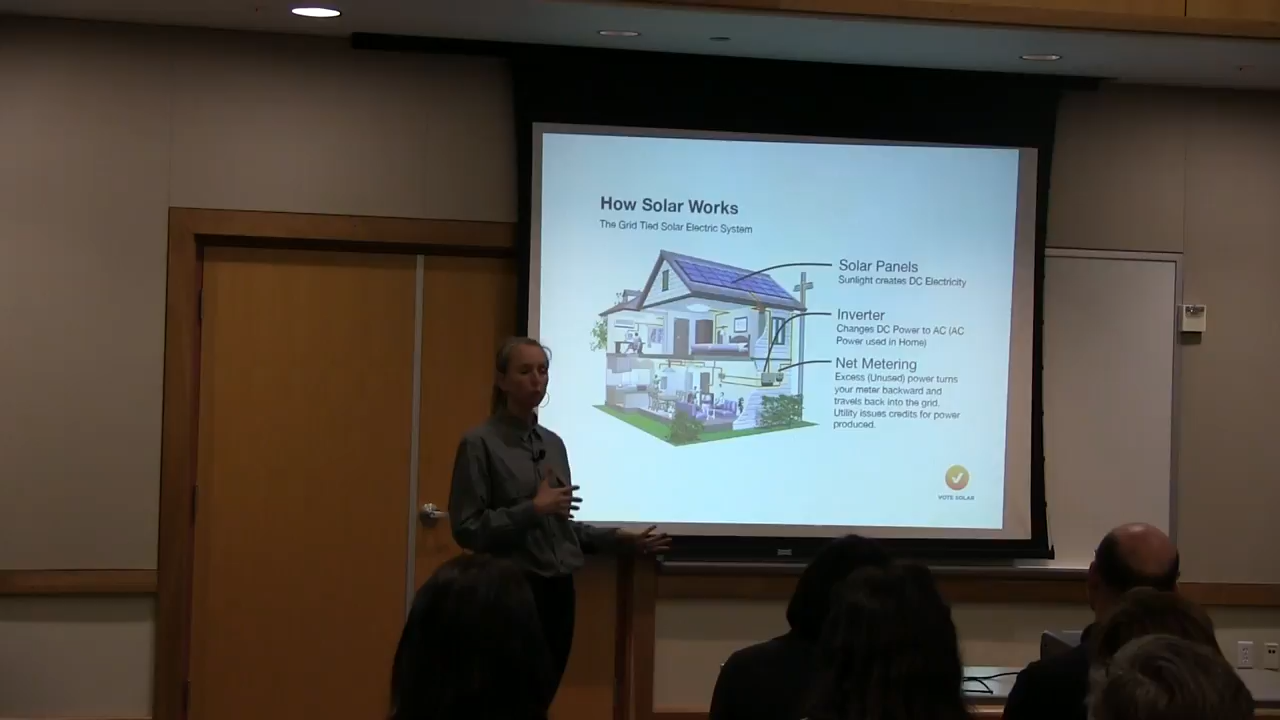 How Solar Works
The Grid Tied Solar Electric System
Solar Panels
Sunlight creates DC Electricity
Inverter
Changes DC Power to AC (AC
Power used in Home)
Net Metering
Excess (Unused) power turns
your meter backward and
travels back into the grid.
Utility issues credits for power
produced.
VOTE SOLAR